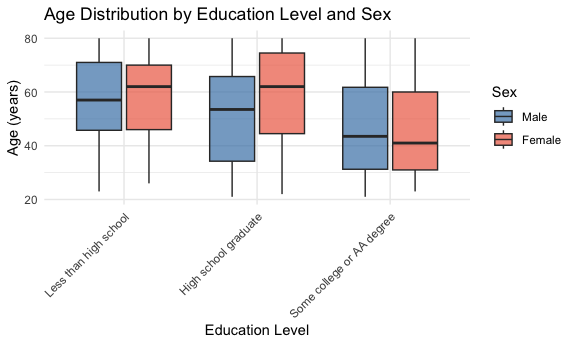 Age Distribution by Education Level and Sex
Age (years)
80
60
40
20
Less than high school
High school graduate
Some college or AA degree
Education Level
Sex
Male
Female